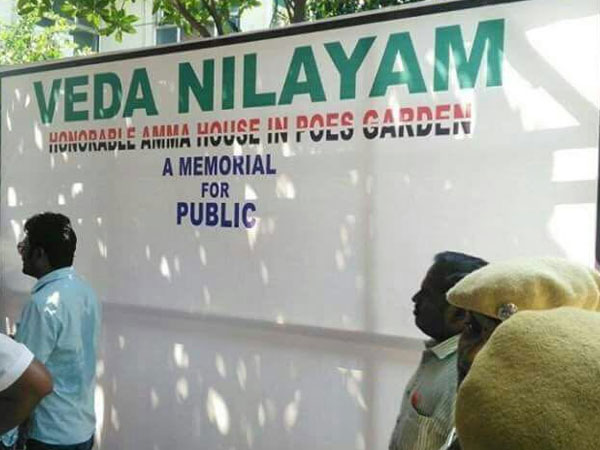 VEDA NILAYAM
HONORABLE AMMA HOUSE IN POES GARDEN
A MEMORIAL
FOR
PUBLIC